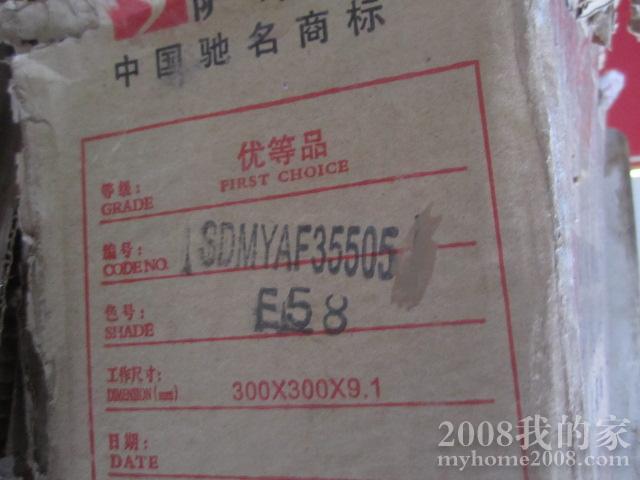 中国驰名商标
等级: 优等品
GRADE FIRST CHOICE
编号:
CODE NO. SDMYAF35505
色号: E58
SHADE
工作尺寸:
DIMENSION(mm) 300X300X9.1
日期:
DATE
2008我的家
myhome2008.com